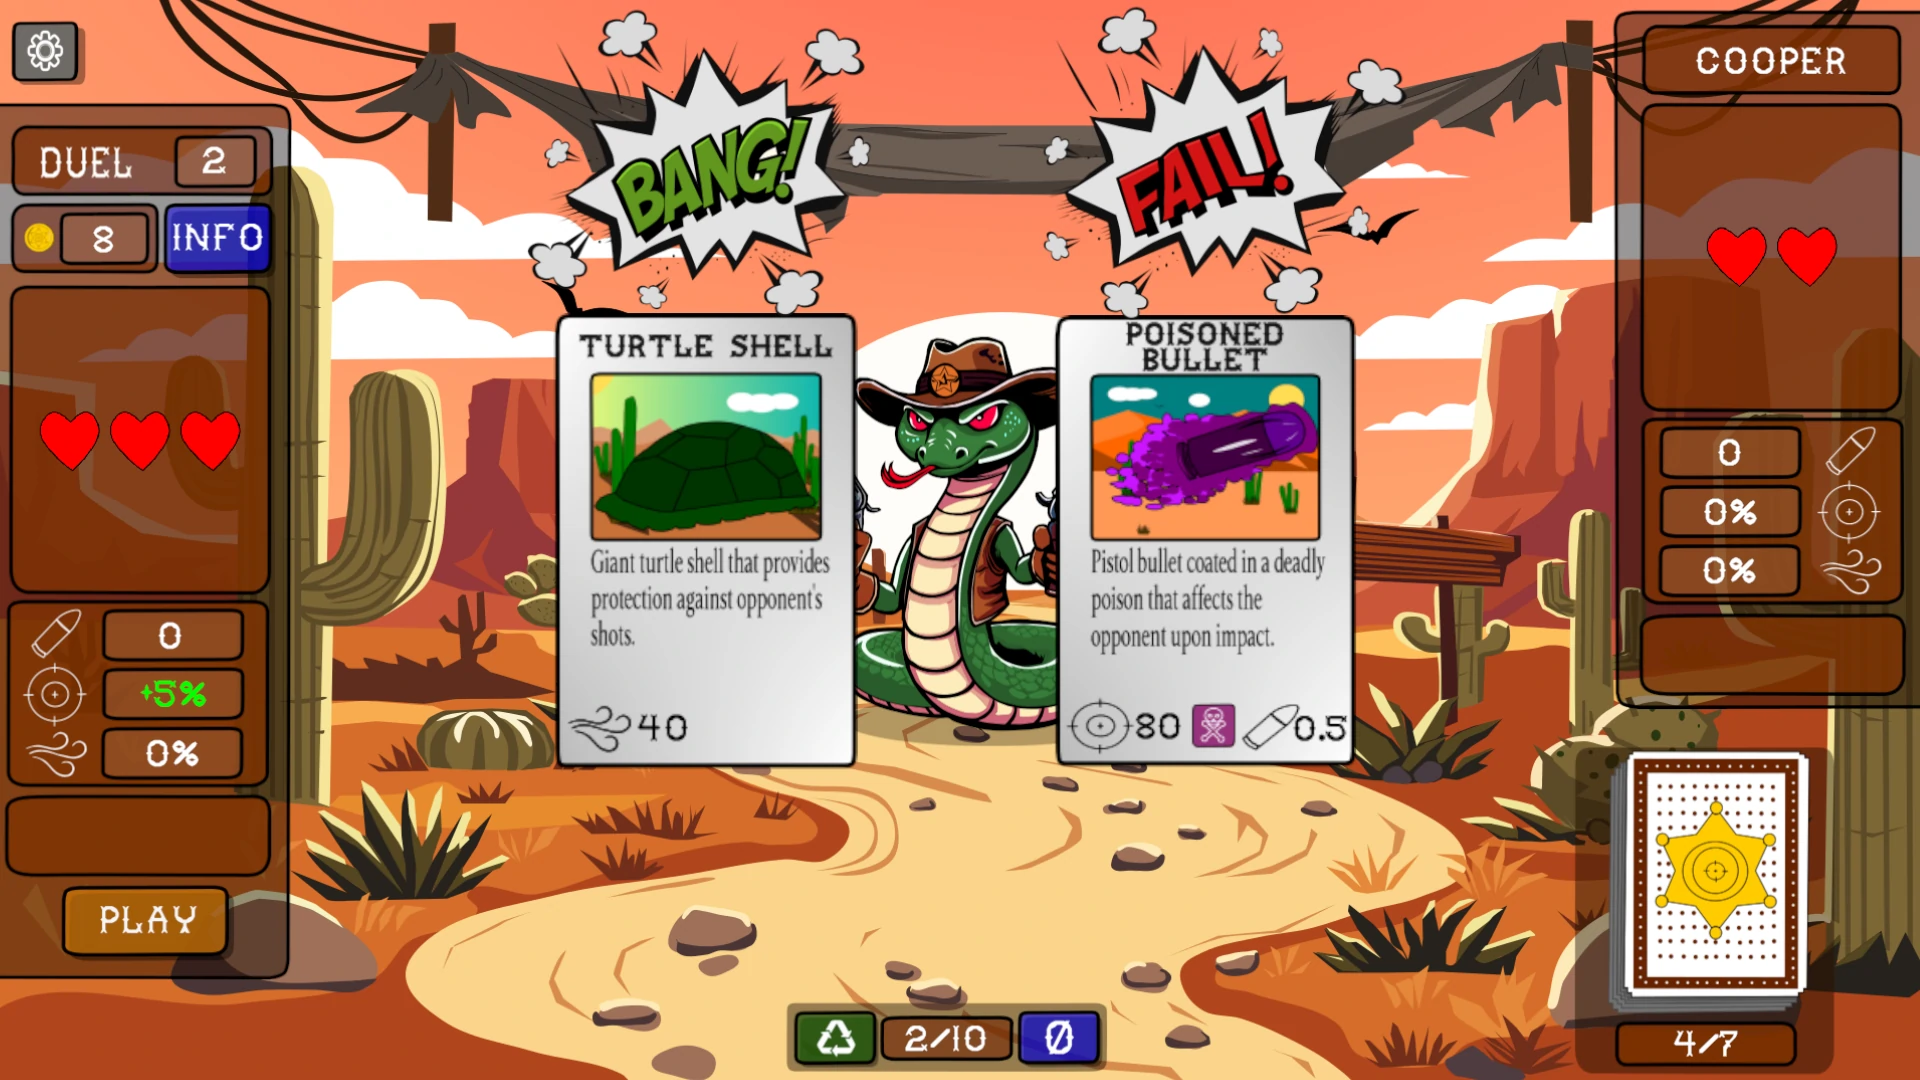 DUEL 2
8 INFO
0
+5%
0%
PLAY
BANG!
TURTLE SHELL
Giant turtle shell that provides
protection against opponent's
shots.
40
FAIL!
POISONED
BULLET
Pistol bullet coated in a deadly
poison that affects the
opponent upon impact.
80 0.5
COOPER
0
0%
0%
2/10 Ø
4/7